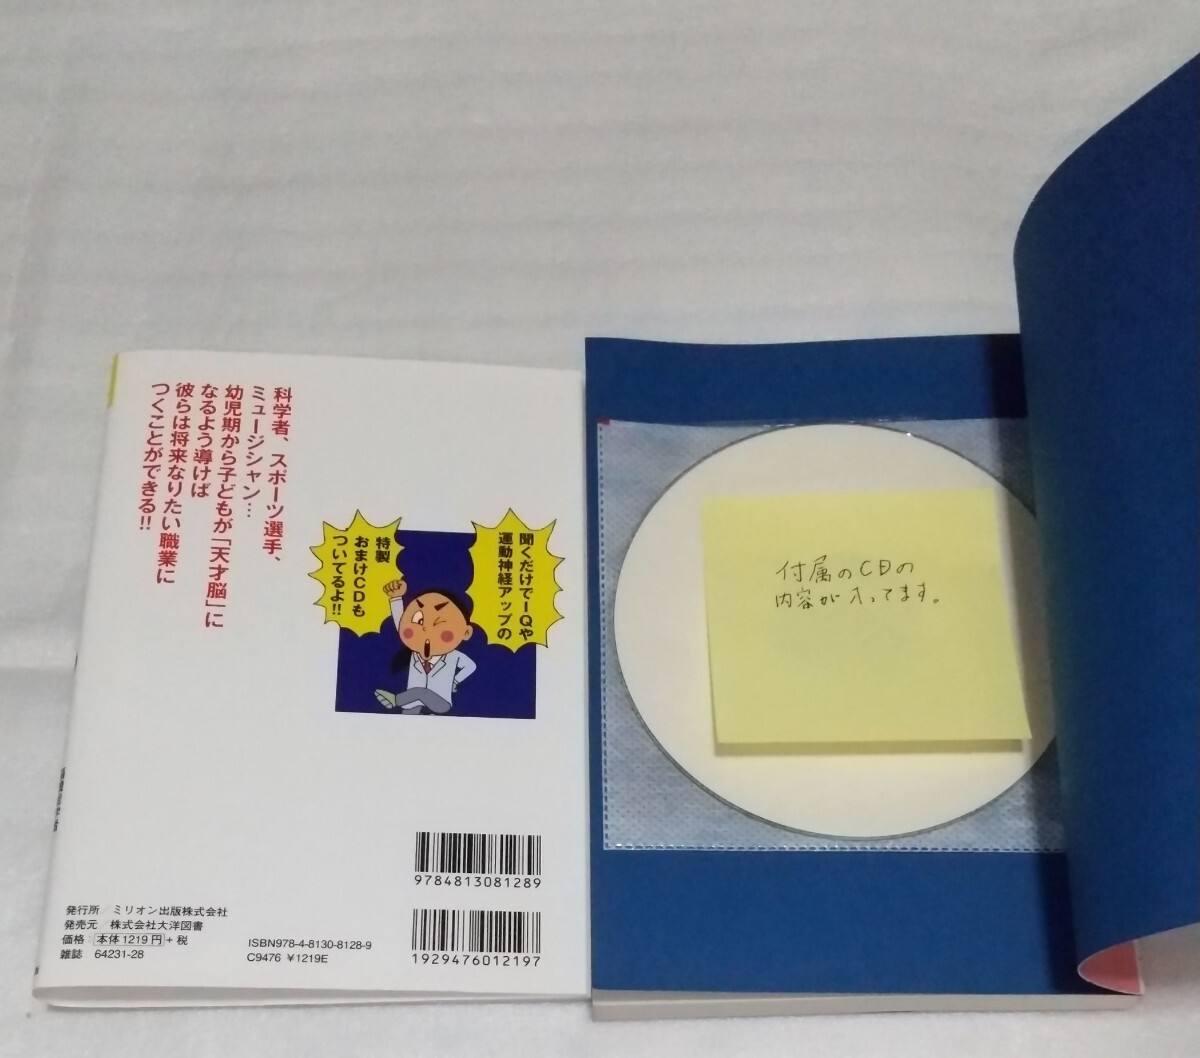 科学者、スポーツ選手、
ミュージシャン…
幼児期から子どもが「天才脳」に
なるよう導けば
彼らは将来なりたい職業に
つくことができる!!
聞くだけでIQや
運動神経アップの
特製
おまけCDも
ついてるよ!!
9784813081289
1929476012197
発行所／ミリオン出版株式会社
発売元／株式会社大洋図書
価格：本体1219円＋税
雑誌 64231-28
ISBN978-4-8130-8128-9
C9476 ¥1219E
付属のCDの
内容が入ってます。